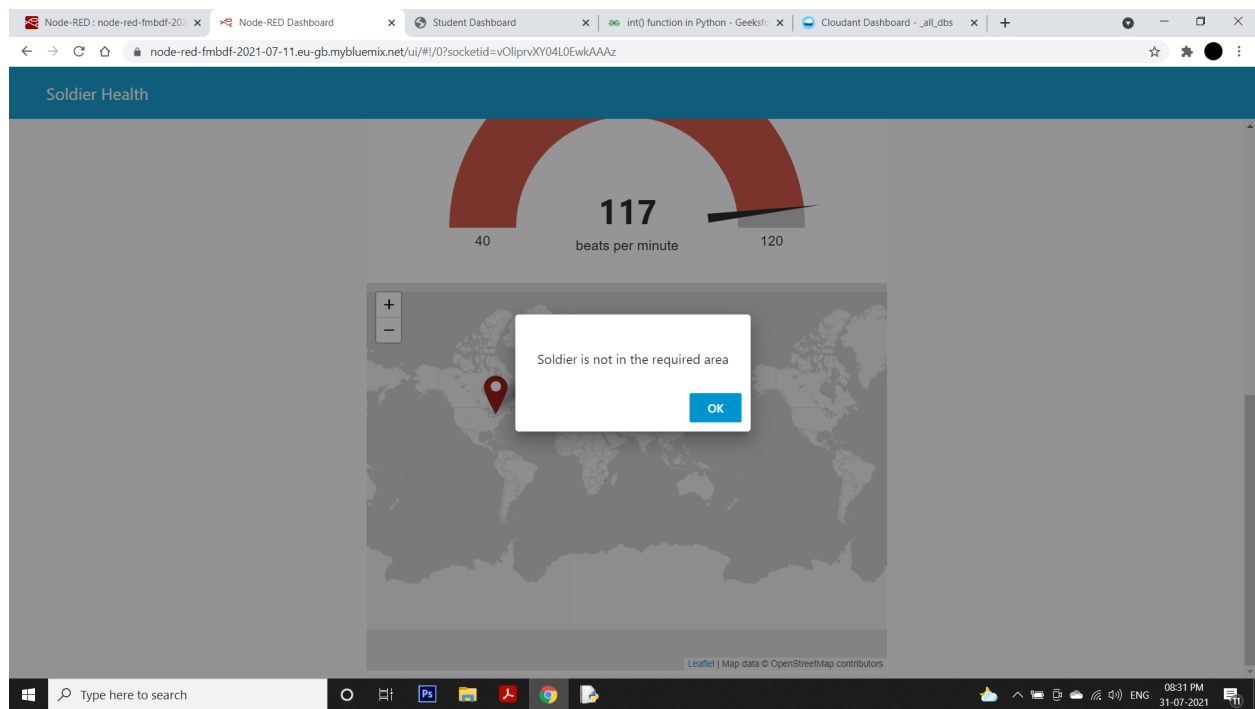 Node-RED : node-red-fmbdf-202
Node-RED Dashboard
Student Dashboard
int() function in Python - Geeksfo
Cloudant Dashboard - _all_dbs
node-red-fmbdf-2021-07-11.eu-gb.mybluemix.net/ui/#!/0?socketid=vOliprvXY04L0EwkAAAz
Soldier Health
117
40
beats per minute
120
+
−
Soldier is not in the required area
OK
Leaflet | Map data © OpenStreetMap contributors
Type here to search
Ps
ENG
08:31 PM
31-07-2021
11